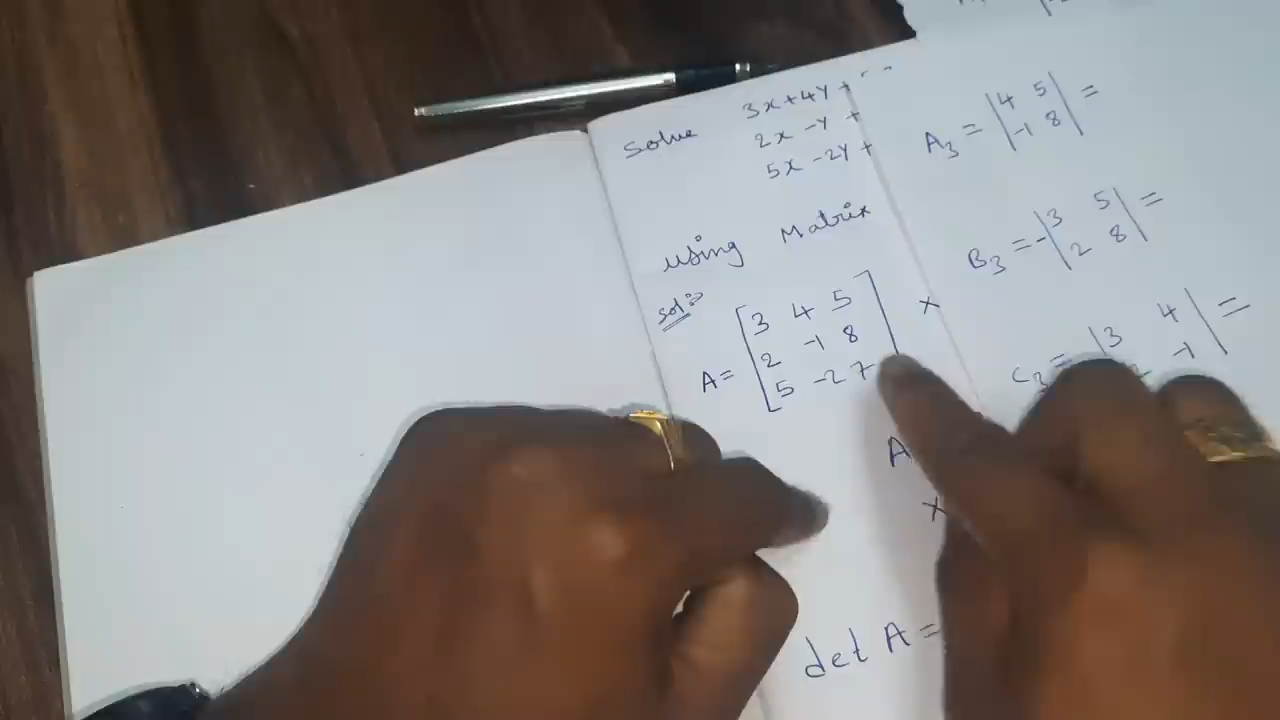 Solve 3x+4y+
2x-y+
5x-2y+
using Matrix
Sol:
A = [3 4 5
2 -1 8
5 -2 7]
x
A
x
det A =
A3 = |4 5
-1 8| =
B3 = -|3 5
2 8| =
C3 = |3 4
2 -1| =